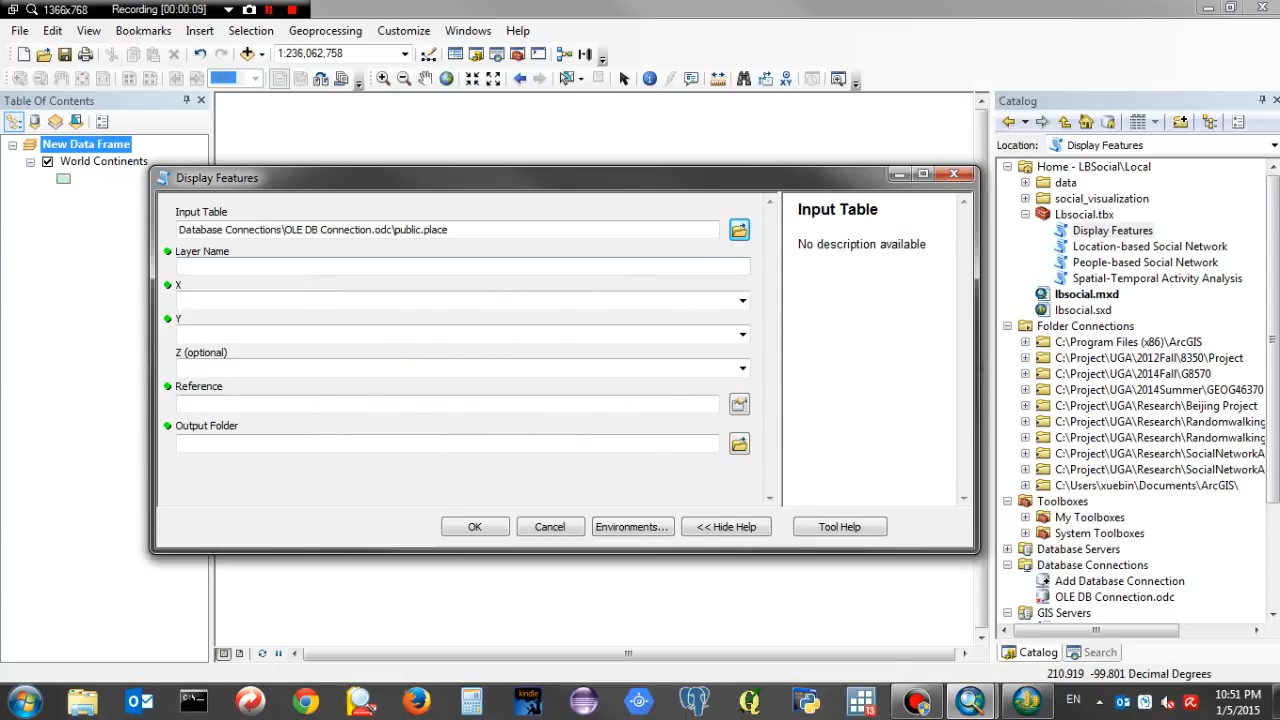 1366x768 Recording [00:00:09]
File Edit View Bookmarks Insert Selection Geoprocessing Customize Windows Help
1:236,062,758
Table Of Contents
New Data Frame
World Continents
Display Features
Input Table
Database Connections\OLE DB Connection.odc\public.place
Layer Name
X
Y
Z (optional)
Reference
Output Folder
OK Cancel Environments... << Hide Help Tool Help
Input Table
No description available
Catalog
Location: Display Features
Home - LBSocial\Local
data
social_visualization
Lbsocial.tbx
Display Features
Location-based Social Network
People-based Social Network
Spatial-Temporal Activity Analysis
lbsocial.mxd
lbsocial.sxd
Folder Connections
C:\Program Files (x86)\ArcGIS
C:\Project\UGA\2012Fall\8350\Project
C:\Project\UGA\2014Fall\G8570
C:\Project\UGA\2014Summer\GEOG46370
C:\Project\UGA\Research\Beijing Project
C:\Project\UGA\Research\Randomwalking
C:\Project\UGA\Research\Randomwalking
C:\Project\UGA\Research\SocialNetworkA
C:\Project\UGA\Research\SocialNetworkA
C:\Users\xuebin\Documents\ArcGIS\
Toolboxes
My Toolboxes
System Toolboxes
Database Servers
Database Connections
Add Database Connection
OLE DB Connection.odc
GIS Servers
Catalog Search
210.919 -99.801 Decimal Degrees
kindle
EN
10:51 PM
1/5/2015